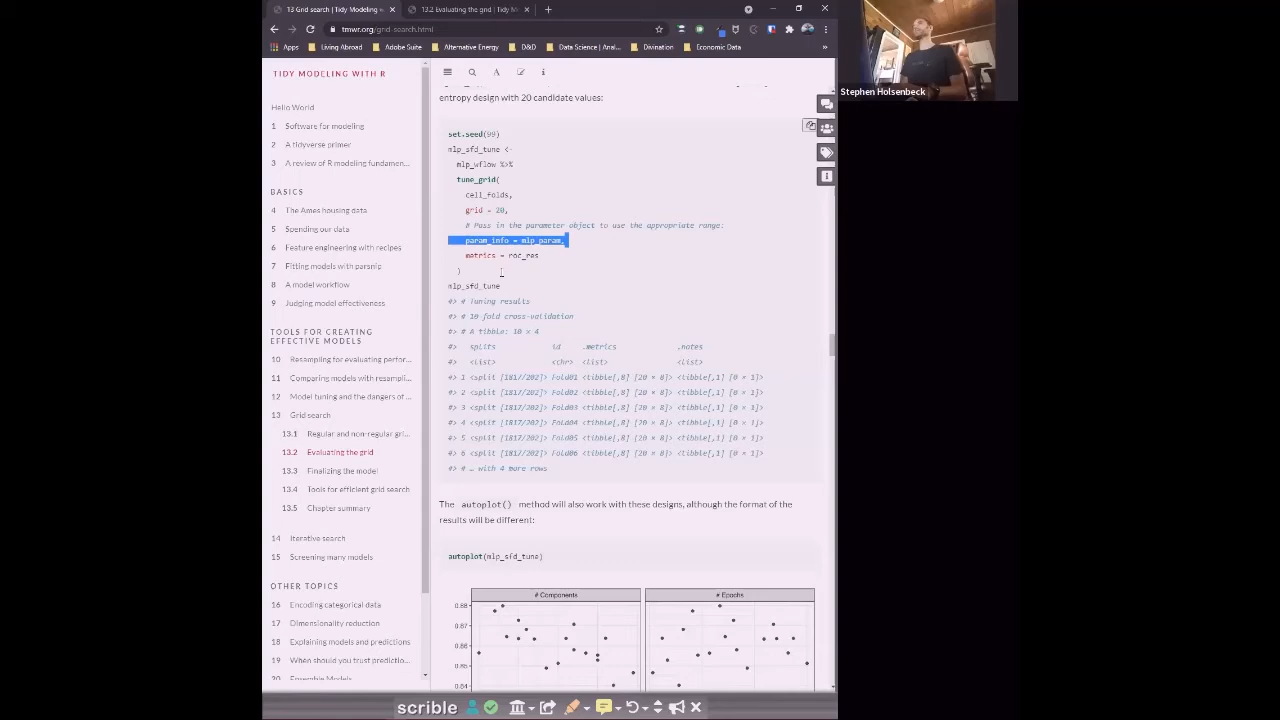 13 Grid search | Tidy Modeling w
13.2 Evaluating the grid | Tidy M
tmwr.org/grid-search.html
Apps
Living Abroad
Adobe Suite
Alternative Energy
D&D
Data Science | Anal...
Divination
Economic Data
»
Stephen Holsenbeck
TIDY MODELING WITH R
Hello World
1 Software for modeling
2 A tidyverse primer
3 A review of R modeling fundamen...
BASICS
4 The Ames housing data
5 Spending our data
6 Feature engineering with recipes
7 Fitting models with parsnip
8 A model workflow
9 Judging model effectiveness
TOOLS FOR CREATING
EFFECTIVE MODELS
10 Resampling for evaluating perfor...
11 Comparing models with resampli...
12 Model tuning and the dangers of ...
13 Grid search
13.1 Regular and non-regular gri...
13.2 Evaluating the grid
13.3 Finalizing the model
13.4 Tools for efficient grid search
13.5 Chapter summary
14 Iterative search
15 Screening many models
OTHER TOPICS
16 Encoding categorical data
17 Dimensionality reduction
18 Explaining models and predictions
19 When should you trust predictio...
20 Ensemble Models
entropy design with 20 candidate values:
set.seed(99)
mlp_sfd_tune <-
mlp_wflow %>%
tune_grid(
cell_folds,
grid = 20,
# Pass in the parameter object to use the appropriate range:
param_info = mlp_param,
metrics = roc_res
)
mlp_sfd_tune
#> # Tuning results
#> # 10-fold cross-validation
#> # A tibble: 10 × 4
#> splits id .metrics .notes
#> <list> <chr> <list> <list>
#> 1 <split [1817/202]> Fold01 <tibble[,8] [20 × 8]> <tibble[,1] [0 × 1]>
#> 2 <split [1817/202]> Fold02 <tibble[,8] [20 × 8]> <tibble[,1] [0 × 1]>
#> 3 <split [1817/202]> Fold03 <tibble[,8] [20 × 8]> <tibble[,1] [0 × 1]>
#> 4 <split [1817/202]> Fold04 <tibble[,8] [20 × 8]> <tibble[,1] [0 × 1]>
#> 5 <split [1817/202]> Fold05 <tibble[,8] [20 × 8]> <tibble[,1] [0 × 1]>
#> 6 <split [1817/202]> Fold06 <tibble[,8] [20 × 8]> <tibble[,1] [0 × 1]>
#> # … with 4 more rows
The autoplot() method will also work with these designs, although the format of the
results will be different:
autoplot(mlp_sfd_tune)
# Components
# Epochs
0.88
0.87
0.86
0.85
0.84
scrible